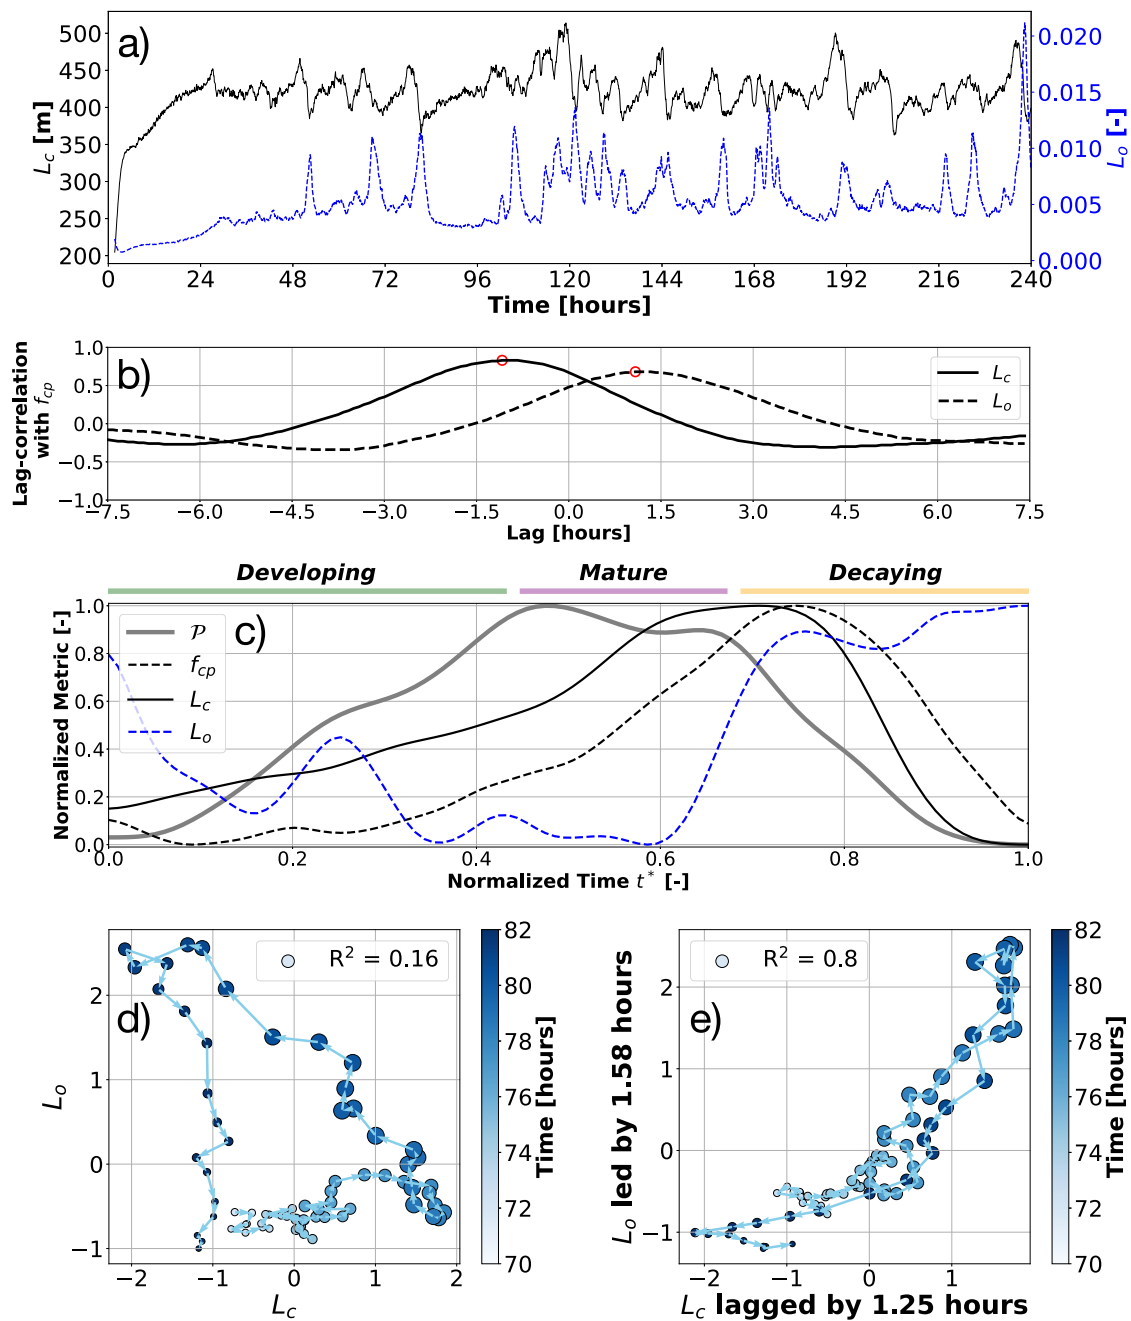 a)
L_c [m]
500
450
400
350
300
250
200
0.020
0.015
0.010
0.005
0.000
L_o [-]
0 24 48 72 96 120 144 168 192 216 240
Time [hours]
b)
Lag-correlation
with f_cp
1.0
0.5
0.0
−0.5
−1.0
L_c
L_o
−7.5 −6.0 −4.5 −3.0 −1.5 0.0 1.5 3.0 4.5 6.0 7.5
Lag [hours]
Developing Mature Decaying
c)
Normalized Metric [-]
1.0
0.8
0.6
0.4
0.2
0.0
𝒫
f_cp
L_c
L_o
0.0 0.2 0.4 0.6 0.8 1.0
Normalized Time t* [-]
d)
R² = 0.16
L_o
2
1
0
−1
−2 −1 0 1 2
L_c
82
80
78
76
74
72
70
Time [hours]
e)
R² = 0.8
L_o led by 1.58 hours
2
1
0
−1
−2 −1 0 1
L_c lagged by 1.25 hours
82
80
78
76
74
72
70
Time [hours]